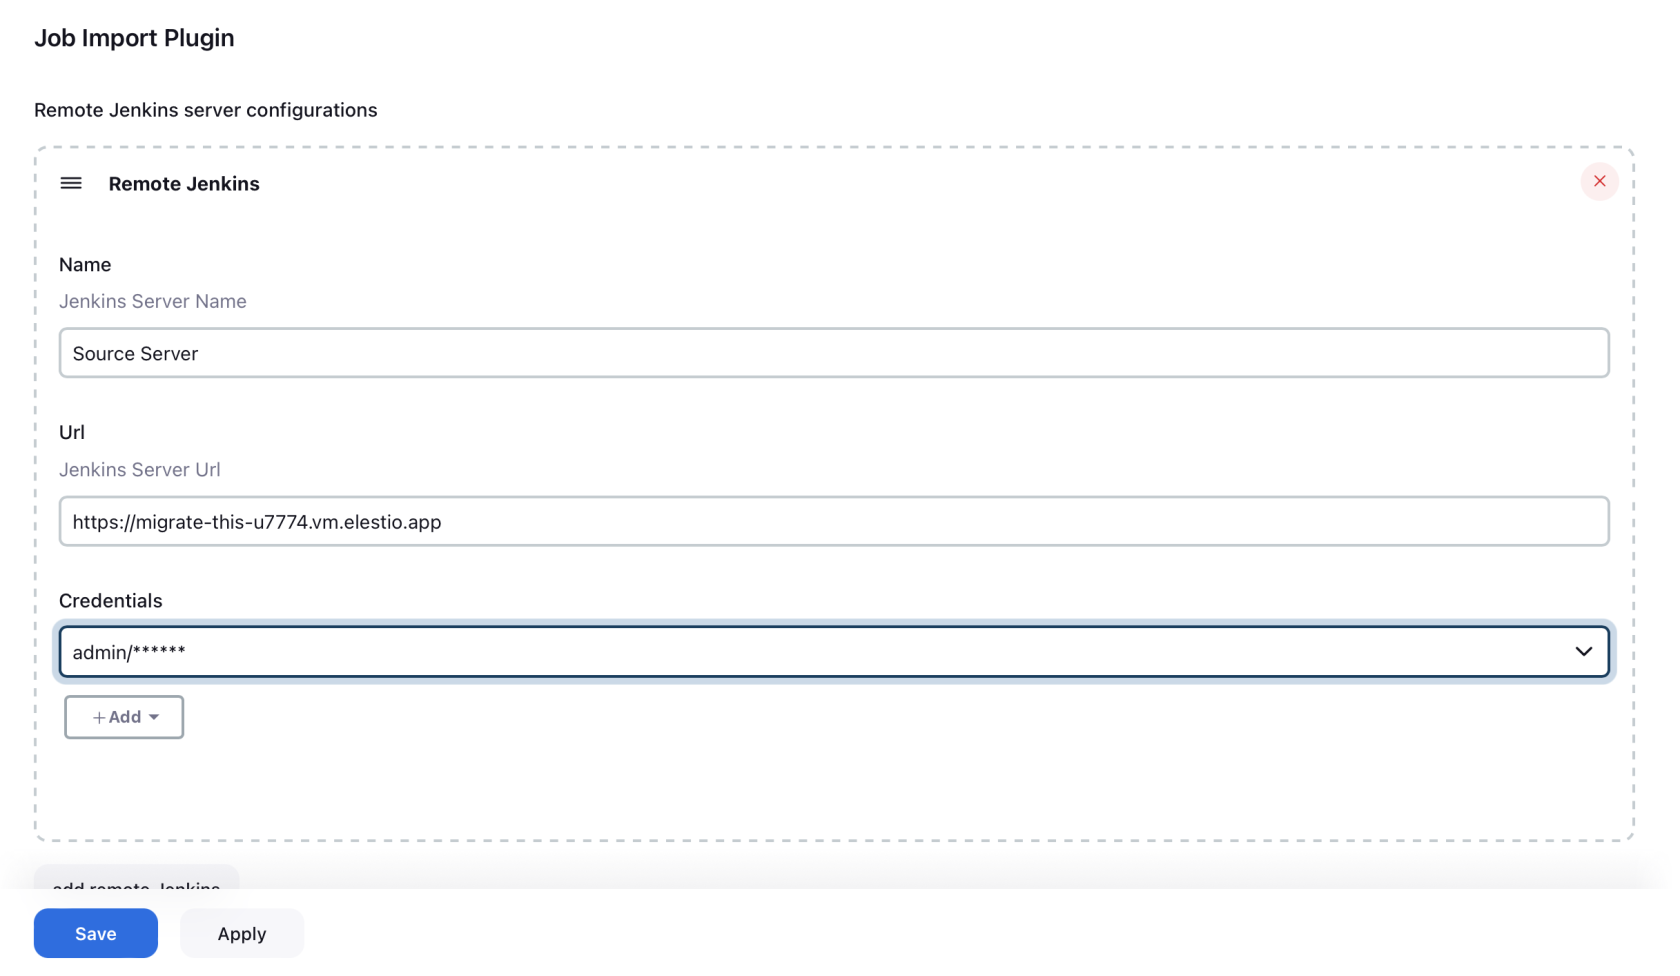 Job Import Plugin
Remote Jenkins server configurations
Remote Jenkins
Name
Jenkins Server Name
Source Server
Url
Jenkins Server Url
https://migrate-this-u7774.vm.elestio.app
Credentials
admin/******
+ Add
add remote Jenkins
Save Apply